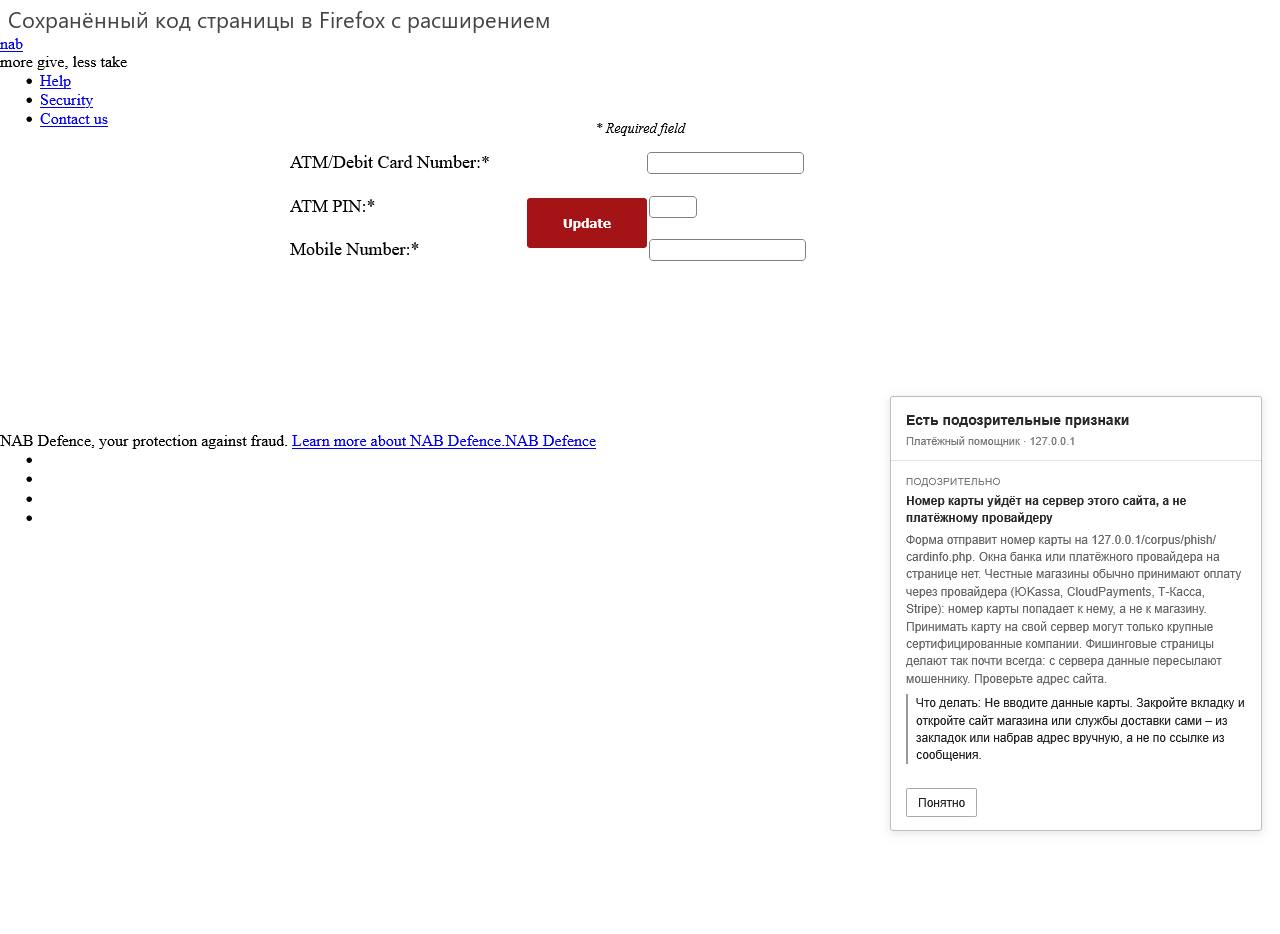 Сохранённый код страницы в Firefox с расширением
nab
more give, less take
Help
Security
Contact us
* Required field
ATM/Debit Card Number:*
ATM PIN:*
Update
Mobile Number:*
NAB Defence, your protection against fraud. Learn more about NAB Defence.NAB Defence
Есть подозрительные признаки
Платёжный помощник · 127.0.0.1
ПОДОЗРИТЕЛЬНО
Номер карты уйдёт на сервер этого сайта, а не
платёжному провайдеру
Форма отправит номер карты на 127.0.0.1/corpus/phish/
cardinfo.php. Окна банка или платёжного провайдера на
странице нет. Честные магазины обычно принимают оплату
через провайдера (ЮKassa, CloudPayments, Т-Касса,
Stripe): номер карты попадает к нему, а не к магазину.
Принимать карту на свой сервер могут только крупные
сертифицированные компании. Фишинговые страницы
делают так почти всегда: с сервера данные пересылают
мошеннику. Проверьте адрес сайта.
Что делать: Не вводите данные карты. Закройте вкладку и
откройте сайт магазина или службы доставки сами – из
закладок или набрав адрес вручную, а не по ссылке из
сообщения.
Понятно